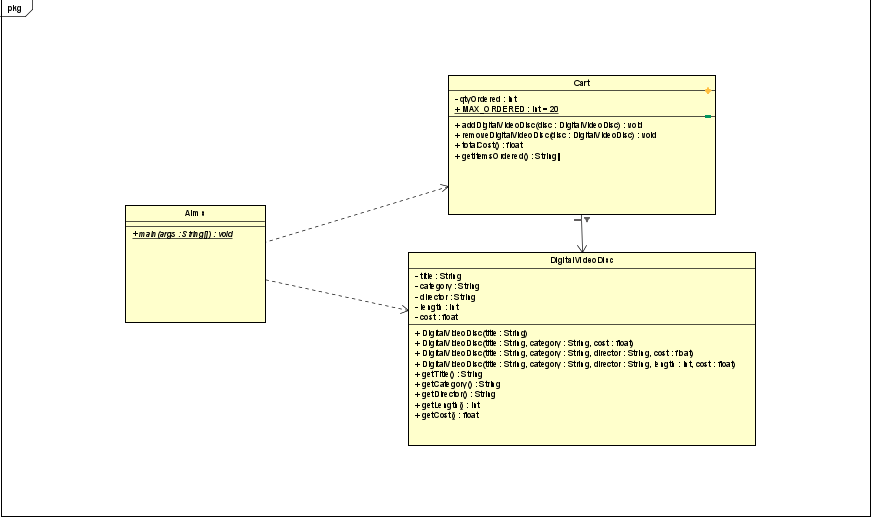 pkg
Cart
- qtyOrdered : int
+ MAX_ORDERED : int = 20
+ addDigitalVideoDisc(disc : DigitalVideoDisc) : void
+ removeDigitalVideoDisc(disc : DigitalVideoDisc) : void
+ totalCost() : float
+ getItemsOrdered() : String[]
Aims
+ main(args : String[]) : void
DigitalVideoDisc
- title : String
- category : String
- director : String
- length : int
- cost : float
+ DigitalVideoDisc(title : String)
+ DigitalVideoDisc(title : String, category : String, cost : float)
+ DigitalVideoDisc(title : String, category : String, director : String, cost : float)
+ DigitalVideoDisc(title : String, category : String, director : String, length : int, cost : float)
+ getTitle() : String
+ getCategory() : String
+ getDirector() : String
+ getLength() : int
+ getCost() : float